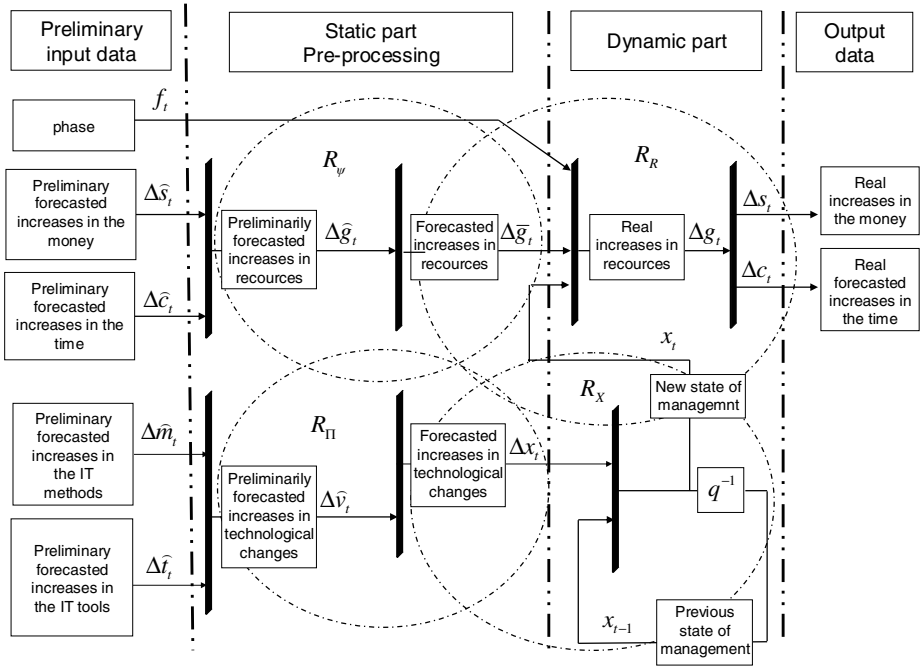 Preliminary
input data
Static part
Pre-processing
Dynamic part
Output
data
phase
f_t
R_ψ
R_R
Preliminary
forecasted
increases in the
money
Δŝ_t
Preliminarily
forecasted
increases in
recources
Δĝ_t
Forecasted
increases in
recources
Δḡ_t
Real
increases in
recources
Δg_t
Δs_t
Real
increases in
the money
Preliminary
forecasted
increases in the
time
Δĉ_t
Δc_t
Real
forecasted
increases in
the time
x_t
New state of
managemnt
R_X
Preliminary
forecasted
increases in
the IT
methods
Δm̂_t
R_Π
Preliminarily
forecasted
increases in
technological
changes
Δv̂_t
Forecasted
increases in
technological
changes
Δx_t
q⁻¹
Preliminary
forecasted
increases in
the IT tools
Δt̂_t
x_{t−1}
Previous
state of
management